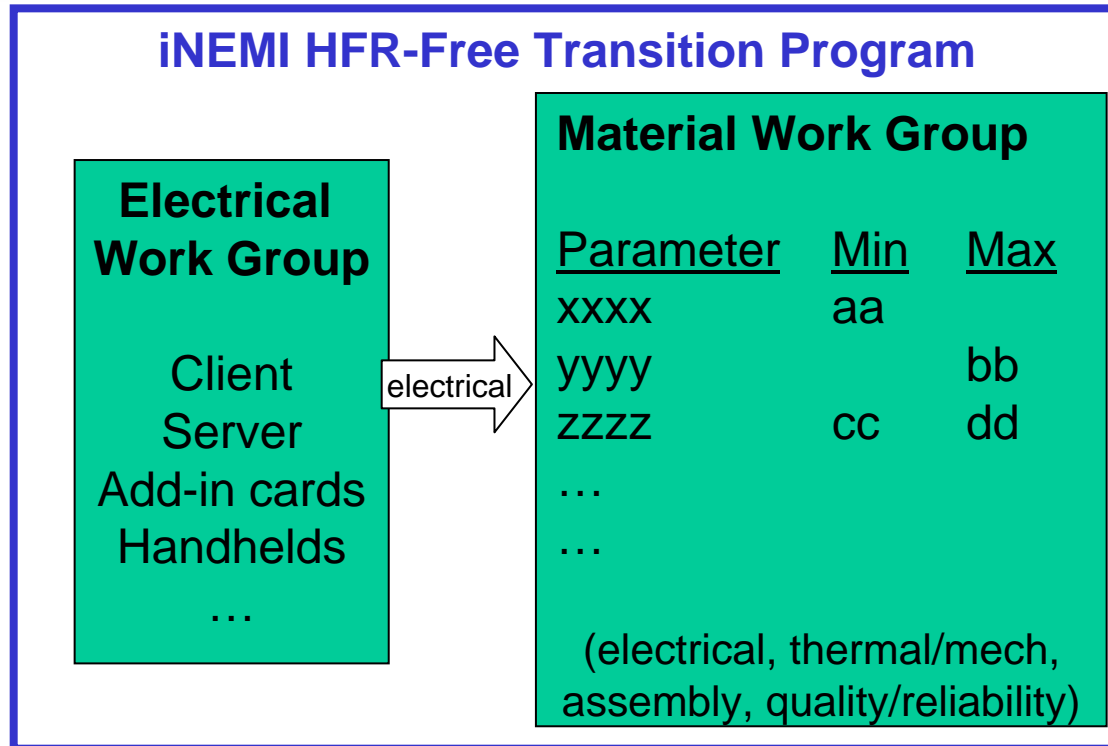 iNEMI HFR-Free Transition Program
Electrical
Work Group
Client
Server
Add-in cards
Handhelds
…
electrical
Material Work Group
Parameter Min Max
xxxx aa
yyyy bb
zzzz cc dd
…
…
(electrical, thermal/mech,
assembly, quality/reliability)